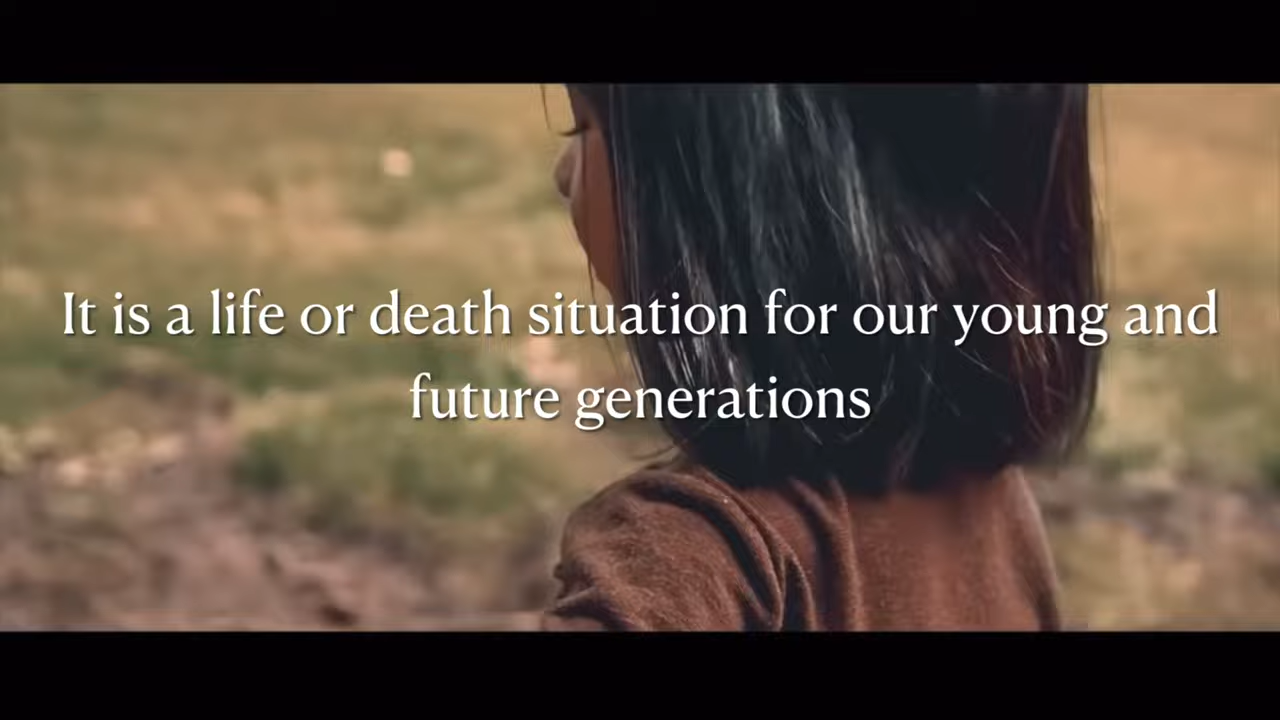 It is a life or death situation for our young and
future generations